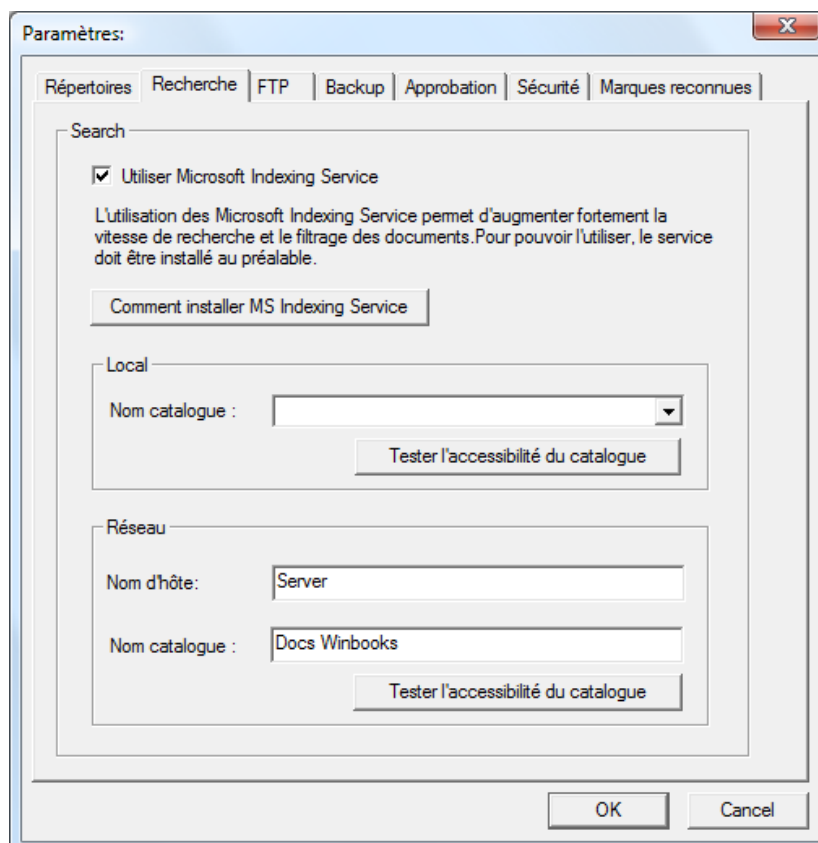 Paramètres:
Répertoires Recherche FTP Backup Approbation Sécurité Marques reconnues
Search
Utiliser Microsoft Indexing Service
L'utilisation des Microsoft Indexing Service permet d'augmenter fortement la
vitesse de recherche et le filtrage des documents.Pour pouvoir l'utiliser, le service
doit être installé au préalable.
Comment installer MS Indexing Service
Local
Nom catalogue :
Tester l'accessibilité du catalogue
Réseau
Nom d'hôte: Server
Nom catalogue : Docs Winbooks
Tester l'accessibilité du catalogue
OK Cancel